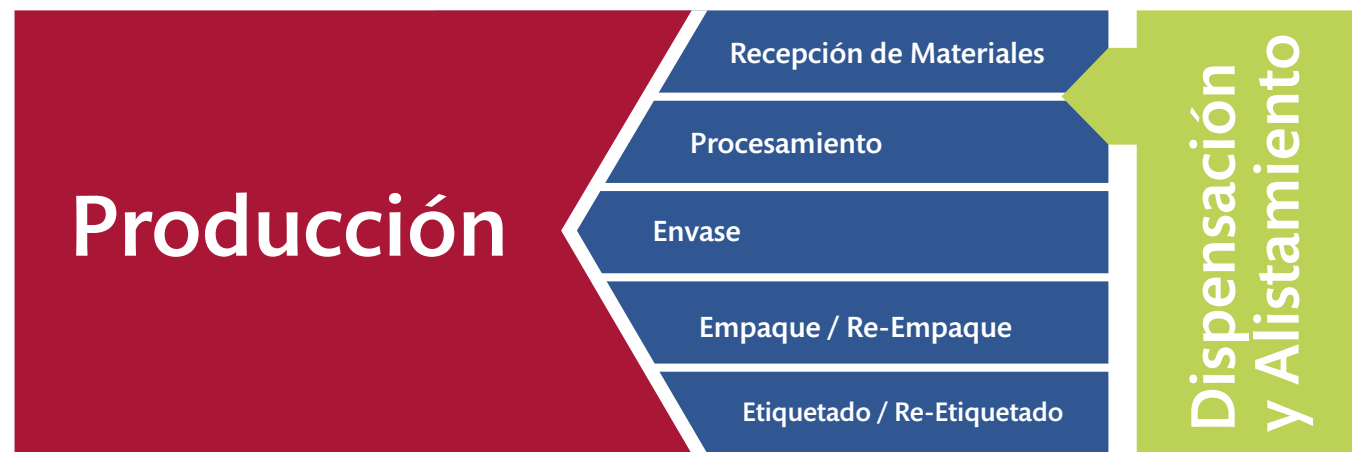 Producción
Recepción de Materiales
Procesamiento
Envase
Empaque / Re-Empaque
Etiquetado / Re-Etiquetado
Dispensación
y Alistamiento